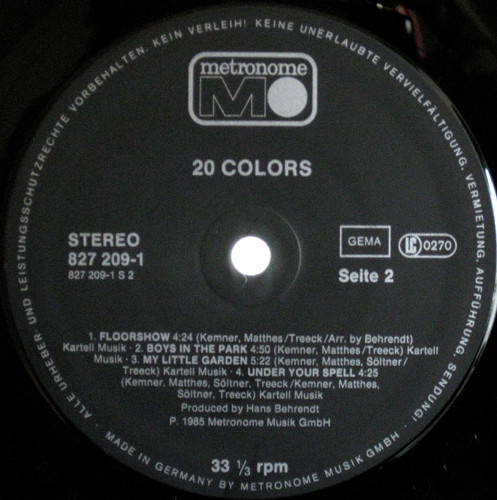 ALLE URHEBER UND LEISTUNGSSCHUTZRECHTE VORBEHALTEN. KEIN VERLEIH! KEINE UNERLAUBTE VERVIELFÄLTIGUNG, VERMIETUNG, AUFFÜHRUNG, SENDUNG!
metronome
M
20 COLORS
STEREO
827 209-1
827 209-1 S 2
GEMA
LC 0270
Seite 2
1. FLOORSHOW 4:24 (Kemner, Matthes/Treeck/Arr. by Behrendt)
Kartell Musik · 2. BOYS IN THE PARK 4:50 (Kemner, Matthes/Treeck) Kartell
Musik · 3. MY LITTLE GARDEN 5:22 (Kemner, Matthes, Söltner/
Treeck) Kartell Musik · 4. UNDER YOUR SPELL 4:25
(Kemner, Matthes, Söltner, Treeck/Kemner, Matthes,
Söltner, Treeck) Kartell Musik
Produced by Hans Behrendt
P. 1985 Metronome Musik GmbH
33 1/3 rpm
· MADE IN GERMANY BY METRONOME MUSIK GMBH ·